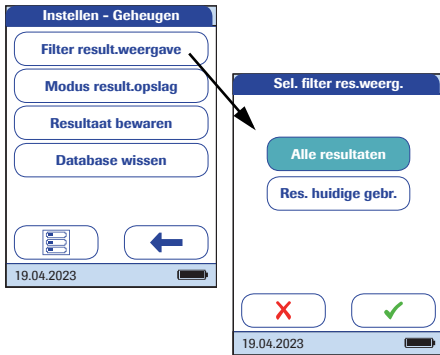 Instellen - Geheugen
Filter result.weergave
Modus result.opslag
Resultaat bewaren
Database wissen
19.04.2023
Sel. filter res.weerg.
Alle resultaten
Res. huidige gebr.
19.04.2023